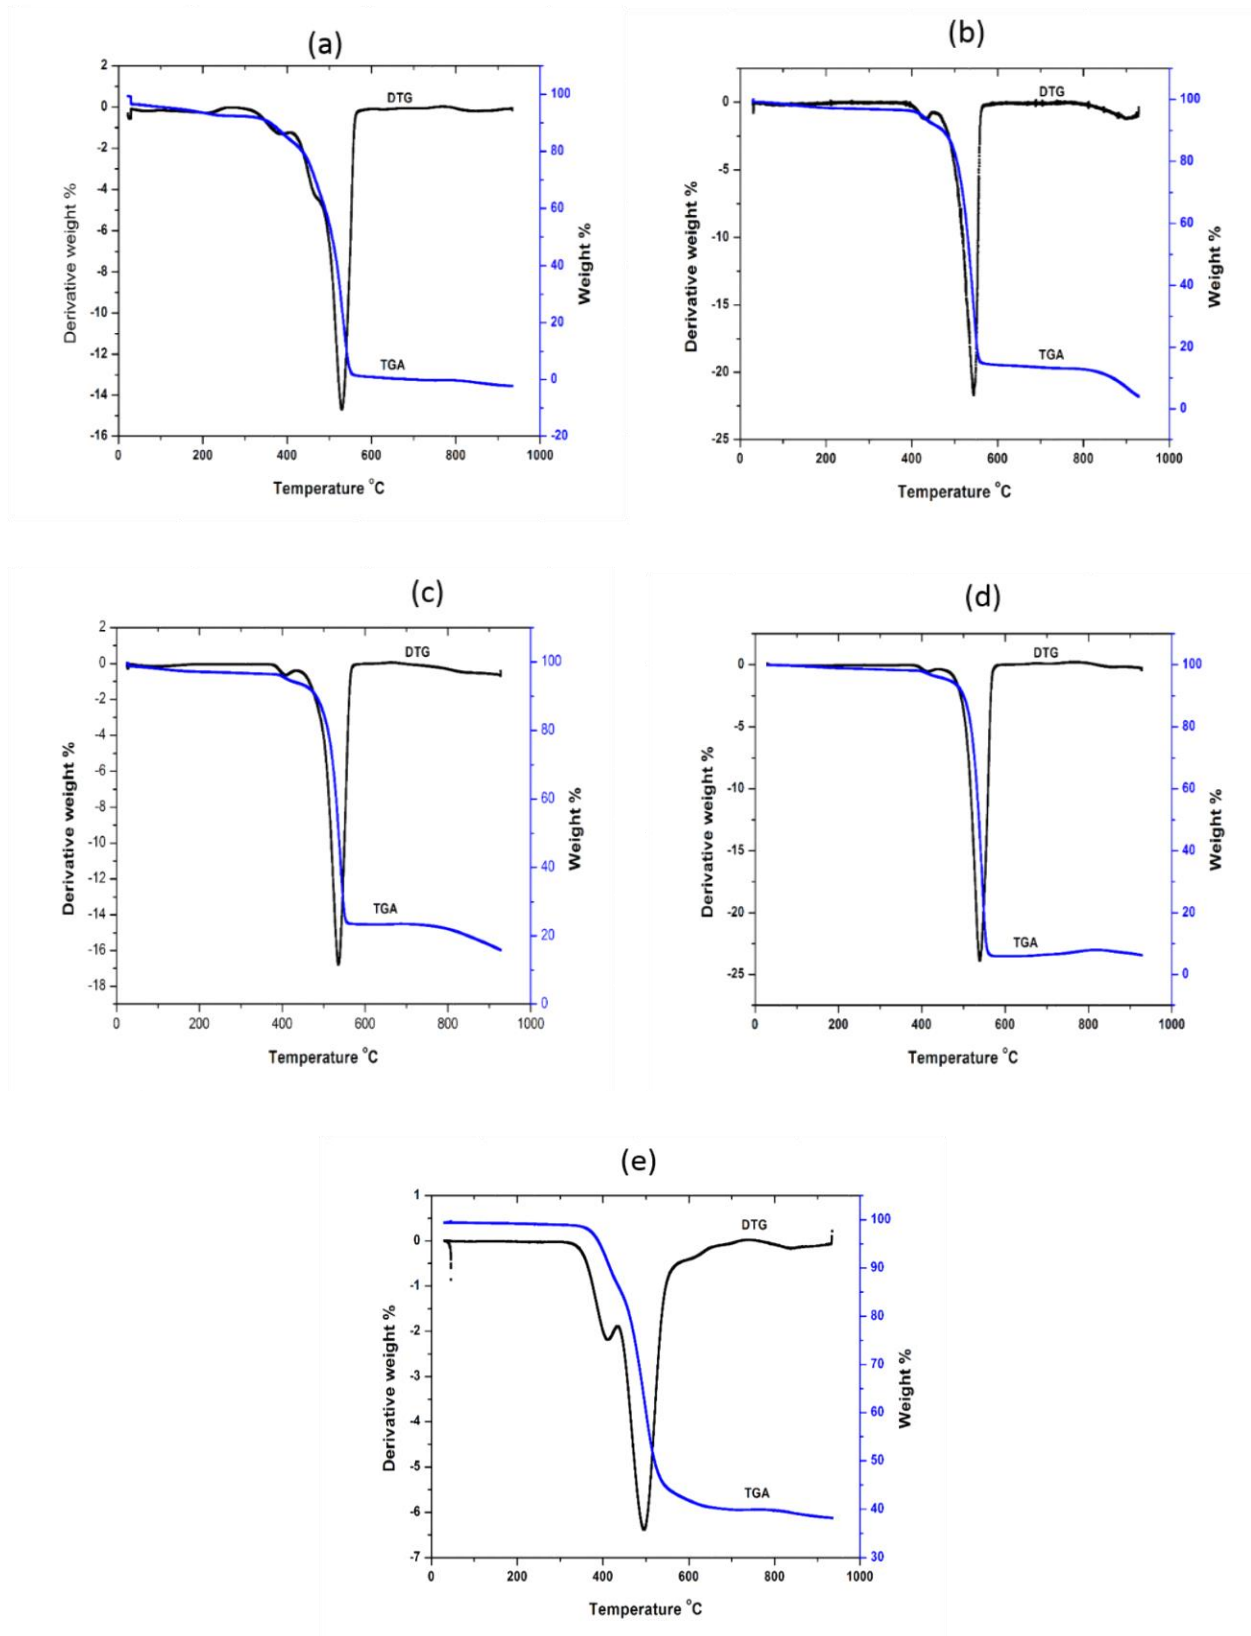 (a)
2
0
-2
-4
-6
-8
-10
-12
-14
-16
Derivative weight %
DTG
TGA
100
80
60
40
20
0
-20
Weight %
0 200 400 600 800 1000
Temperature °C
(b)
0
-5
-10
-15
-20
-25
Derivative weight %
DTG
TGA
100
80
60
40
20
0
Weight %
0 200 400 600 800 1000
Temperature °C
(c)
2
0
-2
-4
-6
-8
-10
-12
-14
-16
-18
Derivative weight %
DTG
TGA
100
80
60
40
20
0
Weight %
0 200 400 600 800 1000
Temperature °C
(d)
0
-5
-10
-15
-20
-25
Derivative weight %
DTG
TGA
100
80
60
40
20
0
Weight %
0 200 400 600 800 1000
Temperature °C
(e)
1
0
-1
-2
-3
-4
-5
-6
-7
Derivative weight %
DTG
TGA
100
90
80
70
60
50
40
30
Weight %
0 200 400 600 800 1000
Temperature °C